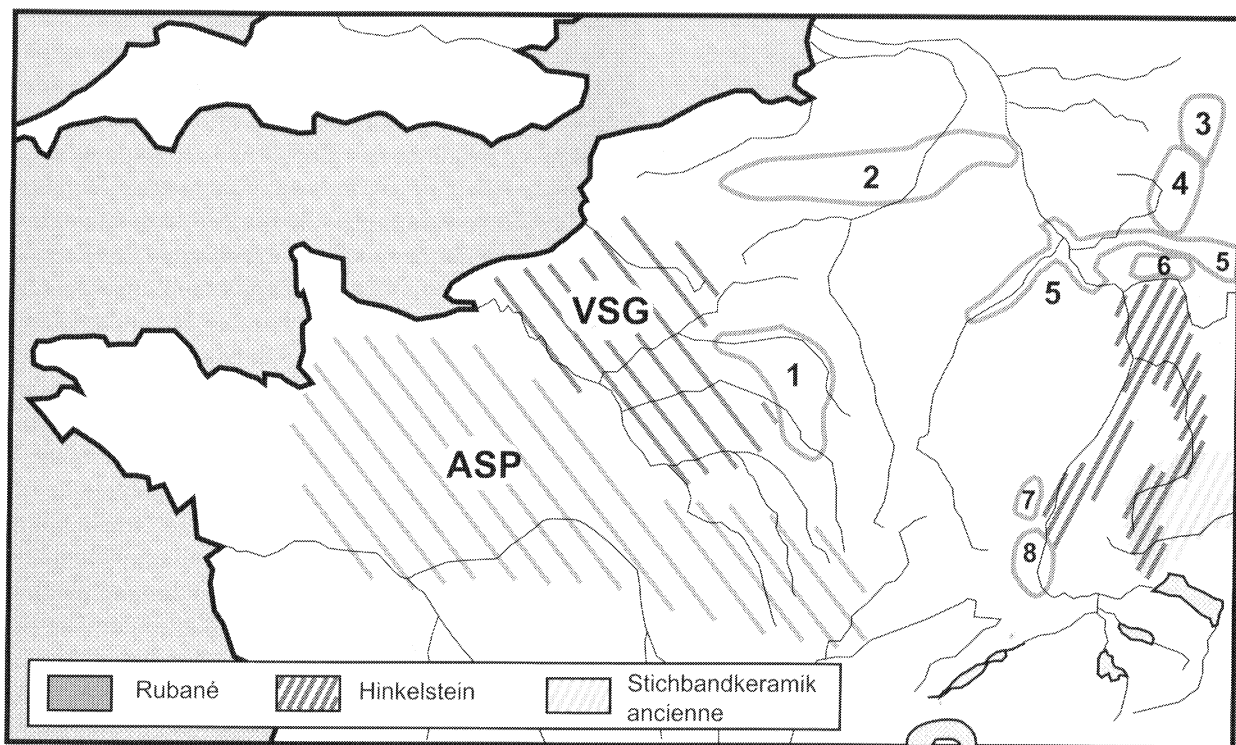 3
2
4
5
6
5
VSG
1
ASP
7
8
Rubané
Hinkelstein
Stichbandkeramik
ancienne